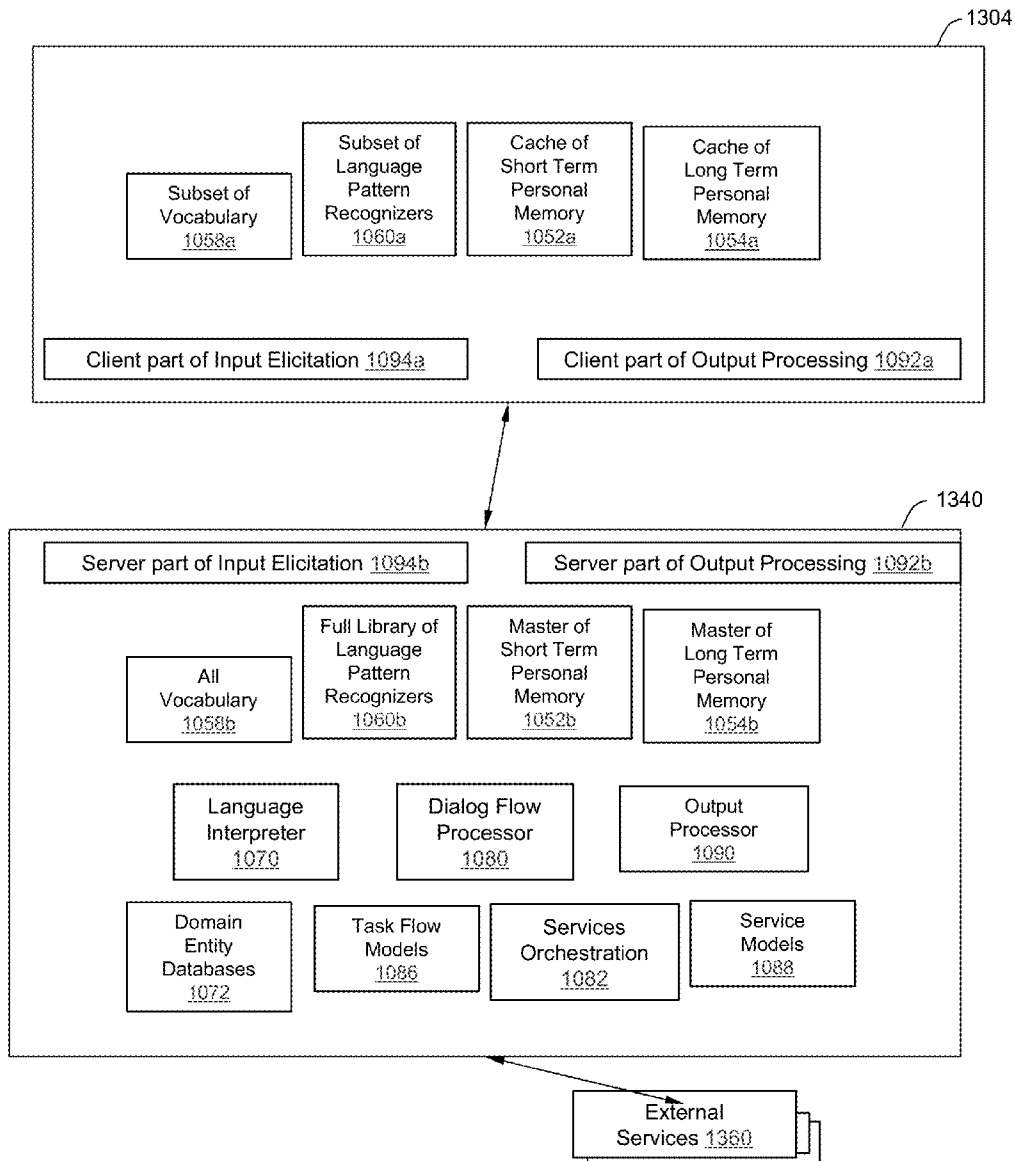 1304
Subset of
Vocabulary
1058a
Subset of
Language
Pattern
Recognizers
1060a
Cache of
Short Term
Personal
Memory
1052a
Cache of
Long Term
Personal
Memory
1054a
Client part of Input Elicitation 1094a
Client part of Output Processing 1092a
1340
Server part of Input Elicitation 1094b
Server part of Output Processing 1092b
All
Vocabulary
1058b
Full Library of
Language
Pattern
Recognizers
1060b
Master of
Short Term
Personal
Memory
1052b
Master of
Long Term
Personal
Memory
1054b
Language
Interpreter
1070
Dialog Flow
Processor
1080
Output
Processor
1090
Domain
Entity
Databases
1072
Task Flow
Models
1086
Services
Orchestration
1082
Service
Models
1088
External
Services 1360